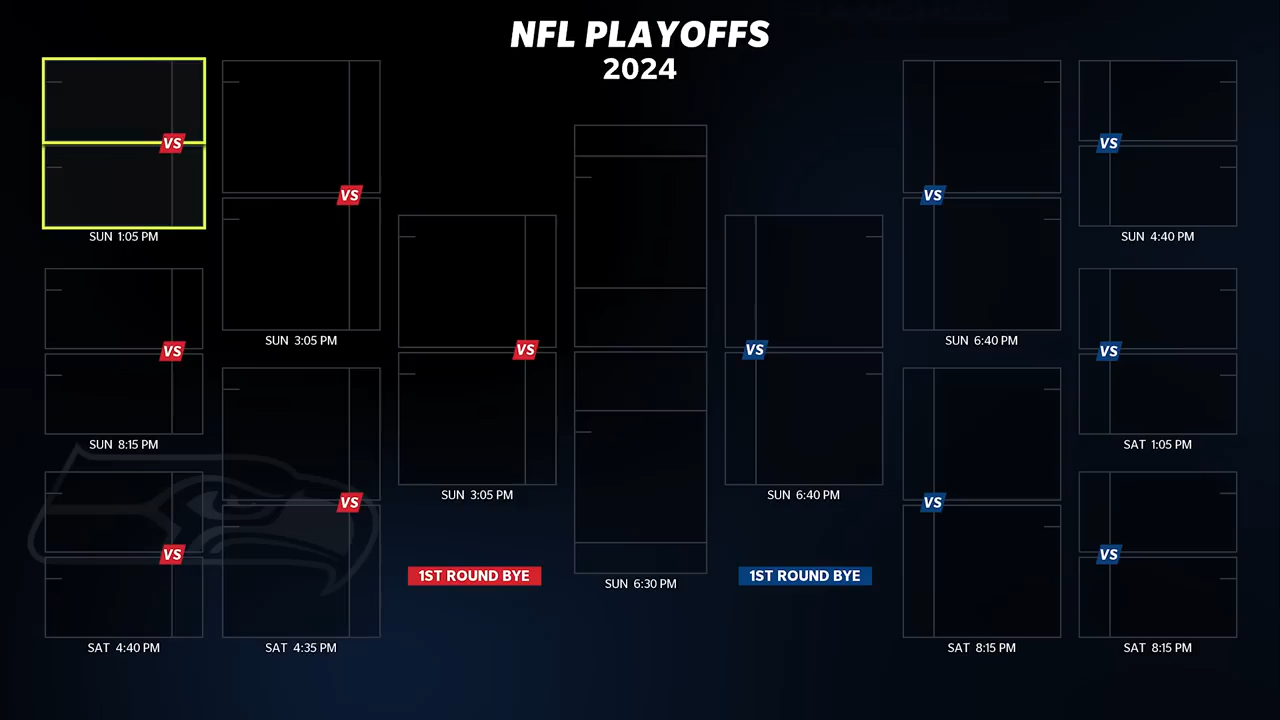 NFL PLAYOFFS
2024
VS
SUN 1:05 PM
VS
SUN 8:15 PM
VS
SAT 4:40 PM
VS
SUN 3:05 PM
VS
SAT 4:35 PM
VS
SUN 3:05 PM
1ST ROUND BYE
SUN 6:30 PM
VS
SUN 6:40 PM
1ST ROUND BYE
VS
SUN 6:40 PM
VS
SAT 8:15 PM
VS
SUN 4:40 PM
VS
SAT 1:05 PM
VS
SAT 8:15 PM